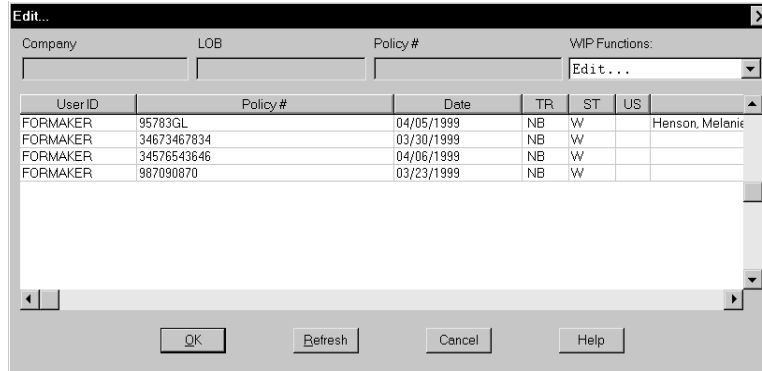 Edit...
Company LOB Policy # WIP Functions:
Edit...
User ID Policy # Date TR ST US
FORMAKER 95783GL 04/05/1999 NB W Henson, Melanie
FORMAKER 34673467834 03/30/1999 NB W
FORMAKER 34576543646 04/06/1999 NB W
FORMAKER 987090870 03/23/1999 NB W
OK Refresh Cancel Help